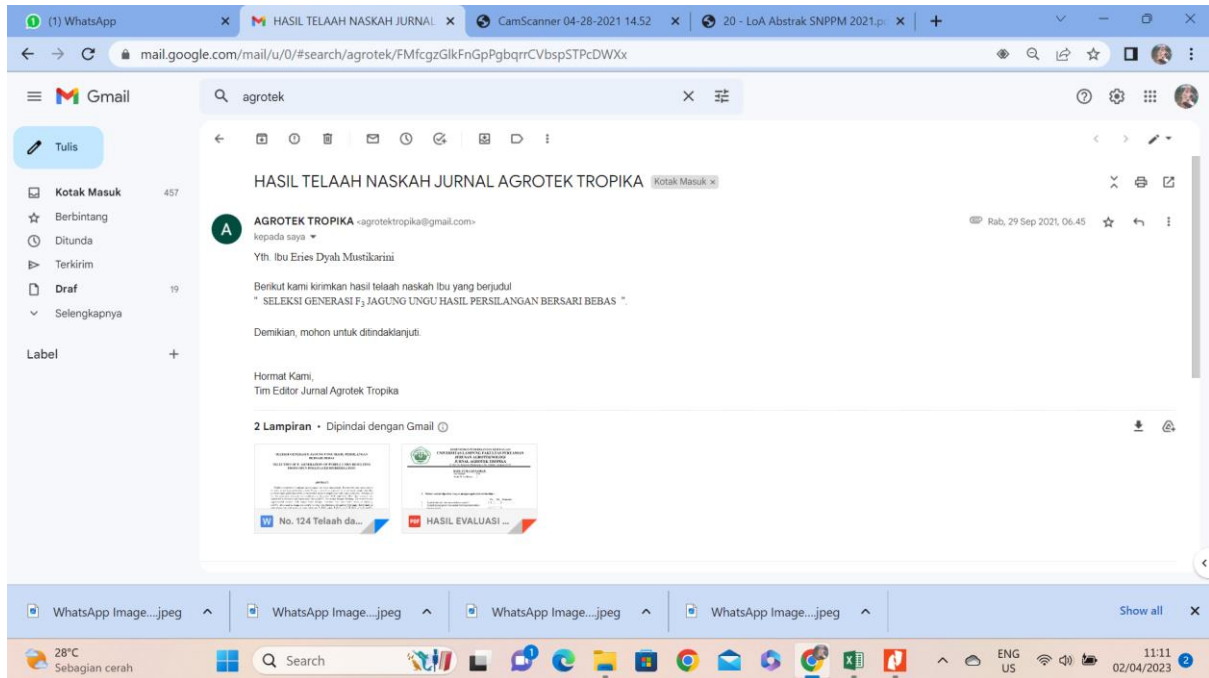 (1) WhatsApp
HASIL TELAAH NASKAH JURNAL
CamScanner 04-28-2021 14.52
20 - LoA Abstrak SNPPM 2021.p
mail.google.com/mail/u/0/#search/agrotek/FMfcgzGlkFnGpPgbqrrCVbspSTPcDWXx
Gmail
agrotek
Tulis
HASIL TELAAH NASKAH JURNAL AGROTEK TROPIKA Kotak Masuk x
Kotak Masuk 457
Berbintang
Ditunda
Terkirim
Draf 19
Selengkapnya
Label +
A
AGROTEK TROPIKA <agrotektropika@gmail.com> Rab, 29 Sep 2021, 06.45
kepada saya
Yth. Ibu Eries Dyah Mustikarini
Berikut kami kirimkan hasil telaah naskah Ibu yang berjudul
" SELEKSI GENERASI F3 JAGUNG UNGU HASIL PERSILANGAN BERSARI BEBAS ".
Demikian, mohon untuk ditindaklanjuti.
Hormat Kami,
Tim Editor Jurnal Agrotek Tropika
2 Lampiran • Dipindai dengan Gmail
W No. 124 Telaah da...
PDF HASIL EVALUASI ...
WhatsApp Image....jpeg
WhatsApp Image....jpeg
WhatsApp Image....jpeg
WhatsApp Image....jpeg
Show all
28°C
Sebagian cerah
Search
1
ENG
US
11:11
02/04/2023
2